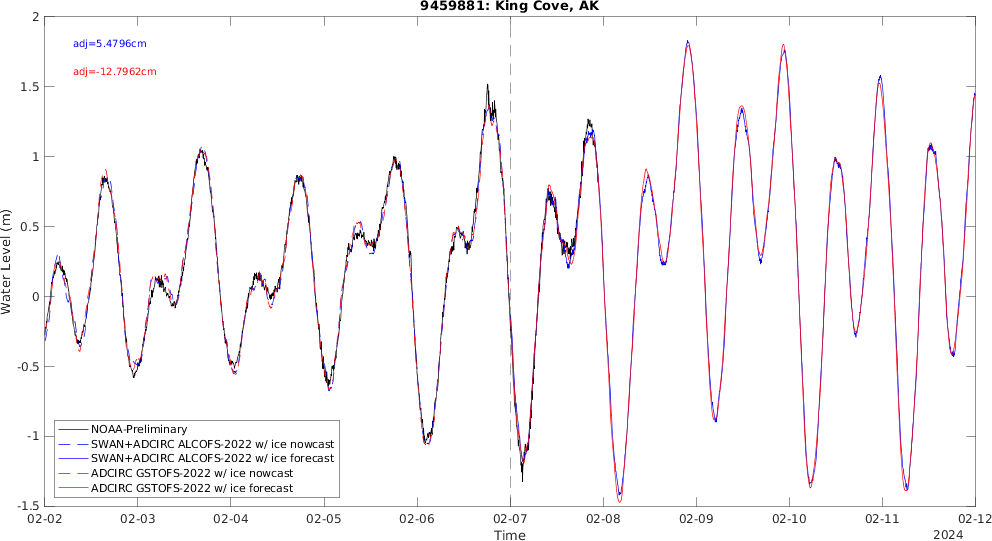 9459881: King Cove, AK
adj=5.4796cm
adj=-12.7962cm
Water Level (m)
2
1.5
1
0.5
0
-0.5
-1
-1.5
NOAA-Preliminary
SWAN+ADCIRC ALCOFS-2022 w/ ice nowcast
SWAN+ADCIRC ALCOFS-2022 w/ ice forecast
ADCIRC GSTOFS-2022 w/ ice nowcast
ADCIRC GSTOFS-2022 w/ ice forecast
02-02 02-03 02-04 02-05 02-06 02-07 02-08 02-09 02-10 02-11 02-12
Time
2024